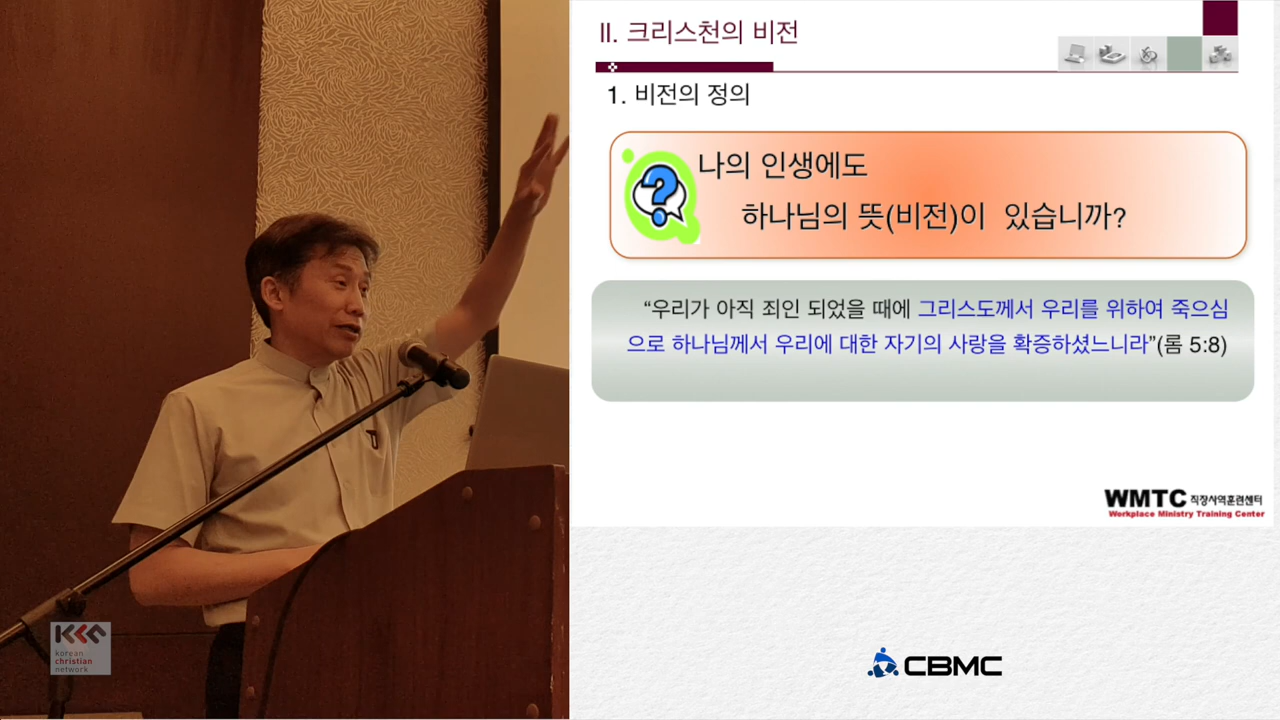 II. 크리스천의 비전
1. 비전의 정의
나의 인생에도
하나님의 뜻(비전)이 있습니까?
“우리가 아직 죄인 되었을 때에 그리스도께서 우리를 위하여 죽으심
으로 하나님께서 우리에 대한 자기의 사랑을 확증하셨느니라”(롬 5:8)
WMTC 직장사역훈련센터
Workplace Ministry Training Center
CBMC
KCN
korean
christian
network